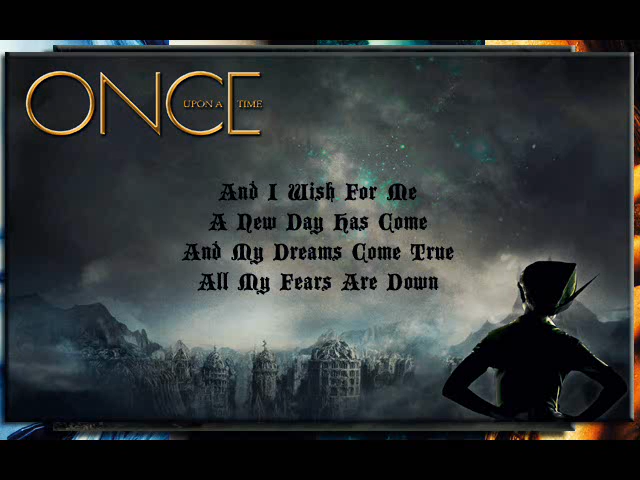 ONCE
UPON A TIME
And I Wish For Me
A New Day Has Come
And My Dreams Come True
All My Fears Are Down